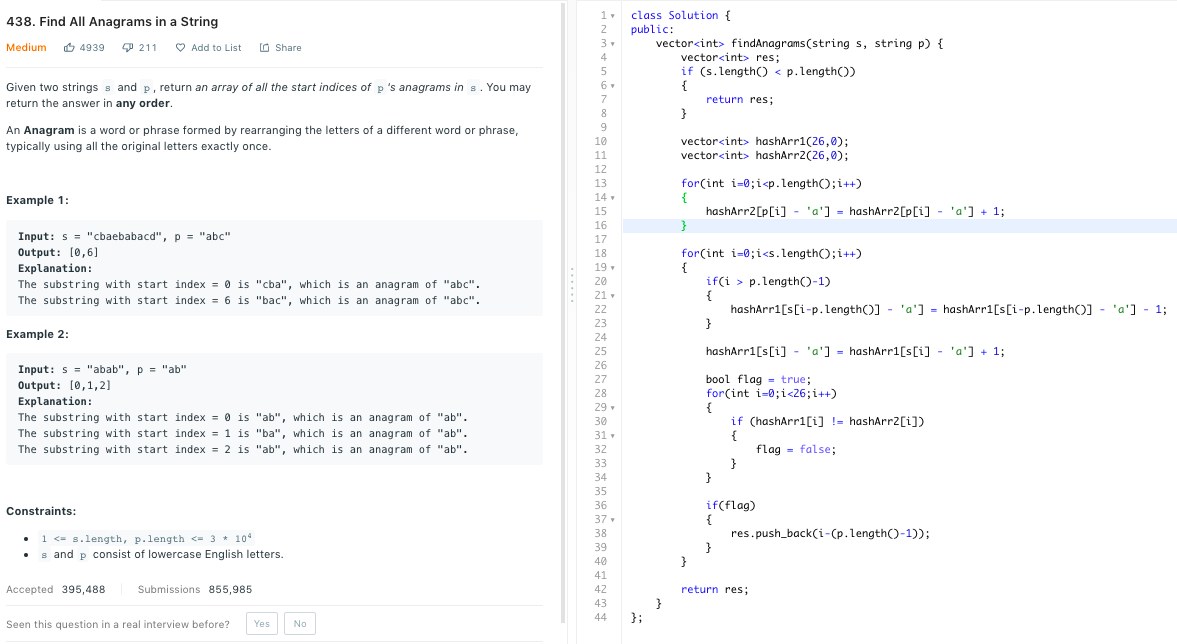 438. Find All Anagrams in a String
Medium 4939 211 Add to List Share
Given two strings s and p, return an array of all the start indices of p's anagrams in s. You may
return the answer in any order.
An Anagram is a word or phrase formed by rearranging the letters of a different word or phrase,
typically using all the original letters exactly once.
Example 1:
Input: s = "cbaebabacd", p = "abc"
Output: [0,6]
Explanation:
The substring with start index = 0 is "cba", which is an anagram of "abc".
The substring with start index = 6 is "bac", which is an anagram of "abc".
Example 2:
Input: s = "abab", p = "ab"
Output: [0,1,2]
Explanation:
The substring with start index = 0 is "ab", which is an anagram of "ab".
The substring with start index = 1 is "ba", which is an anagram of "ab".
The substring with start index = 2 is "ab", which is an anagram of "ab".
Constraints:
• 1 <= s.length, p.length <= 3 * 10⁴
• s and p consist of lowercase English letters.
Accepted 395,488 Submissions 855,985
Seen this question in a real interview before? Yes No
1 class Solution {
2 public:
3     vector<int> findAnagrams(string s, string p) {
4         vector<int> res;
5         if (s.length() < p.length())
6         {
7             return res;
8         }
9
10         vector<int> hashArr1(26,0);
11         vector<int> hashArr2(26,0);
12
13         for(int i=0;i<p.length();i++)
14         {
15             hashArr2[p[i] - 'a'] = hashArr2[p[i] - 'a'] + 1;
16         }
17
18         for(int i=0;i<s.length();i++)
19         {
20             if(i > p.length()-1)
21             {
22                 hashArr1[s[i-p.length()] - 'a'] = hashArr1[s[i-p.length()] - 'a'] - 1;
23             }
24
25             hashArr1[s[i] - 'a'] = hashArr1[s[i] - 'a'] + 1;
26
27             bool flag = true;
28             for(int i=0;i<26;i++)
29             {
30                 if (hashArr1[i] != hashArr2[i])
31                 {
32                     flag = false;
33                 }
34             }
35
36             if(flag)
37             {
38                 res.push_back(i-(p.length()-1));
39             }
40         }
41
42         return res;
43     }
44 };